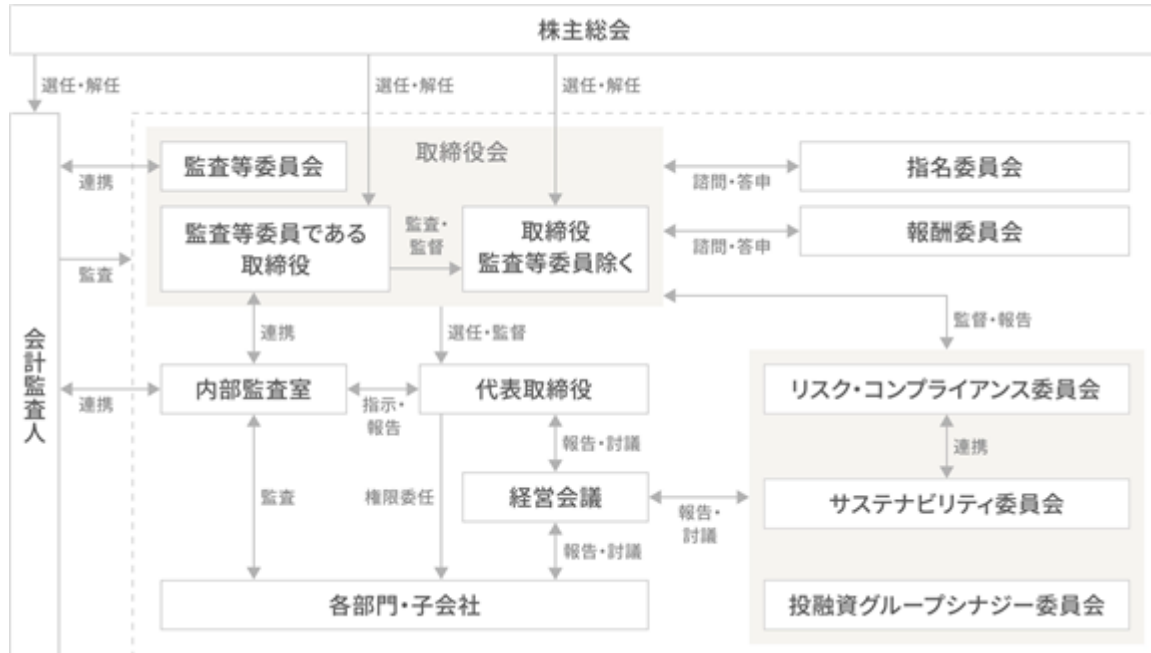 株主総会
選任・解任
選任・解任
選任・解任
取締役会
監査等委員会
連携
指名委員会
諮問・答申
監査等委員である
取締役
監査・
監督
取締役
監査等委員除く
報酬委員会
諮問・答申
監査
会計監査人
連携
選任・監督
監督・報告
内部監査室
連携
指示・
報告
代表取締役
リスク・コンプライアンス委員会
報告・討議
連携
監査
権限委任
経営会議
報告・
討議
サステナビリティ委員会
報告・討議
各部門・子会社
投融資グループシナジー委員会